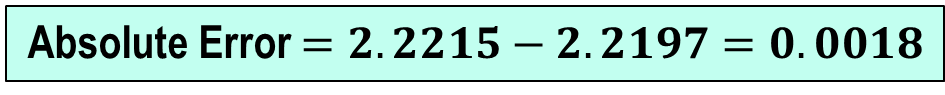 Absolute Error = 2.2215 − 2.2197 = 0.0018